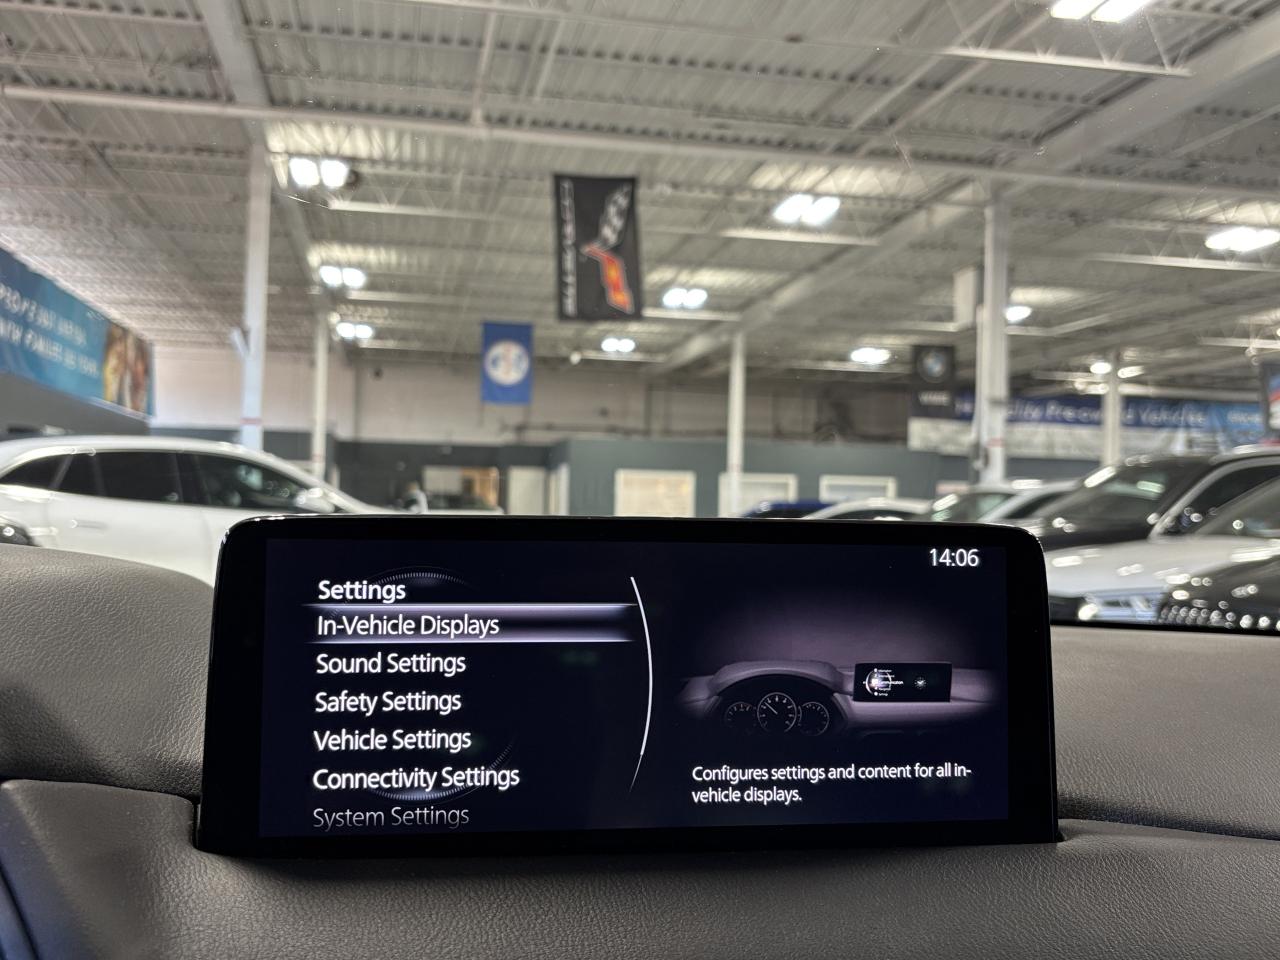 CORVETTE
14:06
Settings
In-Vehicle Displays
Sound Settings
Safety Settings
Vehicle Settings
Connectivity Settings
System Settings
Configures settings and content for all in-
vehicle displays.